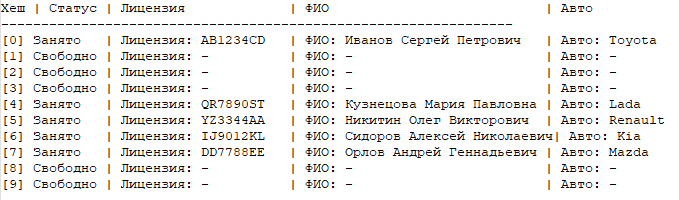 Хеш | Статус | Лицензия | ФИО | Авто
----------------------------------------------------------------
[0] Занято | Лицензия: AB1234CD | ФИО: Иванов Сергей Петрович | Авто: Toyota
[1] Свободно | Лицензия: - | ФИО: - | Авто: -
[2] Свободно | Лицензия: - | ФИО: - | Авто: -
[3] Свободно | Лицензия: - | ФИО: - | Авто: -
[4] Занято | Лицензия: QR7890ST | ФИО: Кузнецова Мария Павловна | Авто: Lada
[5] Занято | Лицензия: YZ3344AA | ФИО: Никитин Олег Викторович | Авто: Renault
[6] Занято | Лицензия: IJ9012KL | ФИО: Сидоров Алексей Николаевич| Авто: Kia
[7] Занято | Лицензия: DD7788EE | ФИО: Орлов Андрей Геннадьевич | Авто: Mazda
[8] Свободно | Лицензия: - | ФИО: - | Авто: -
[9] Свободно | Лицензия: - | ФИО: - | Авто: -